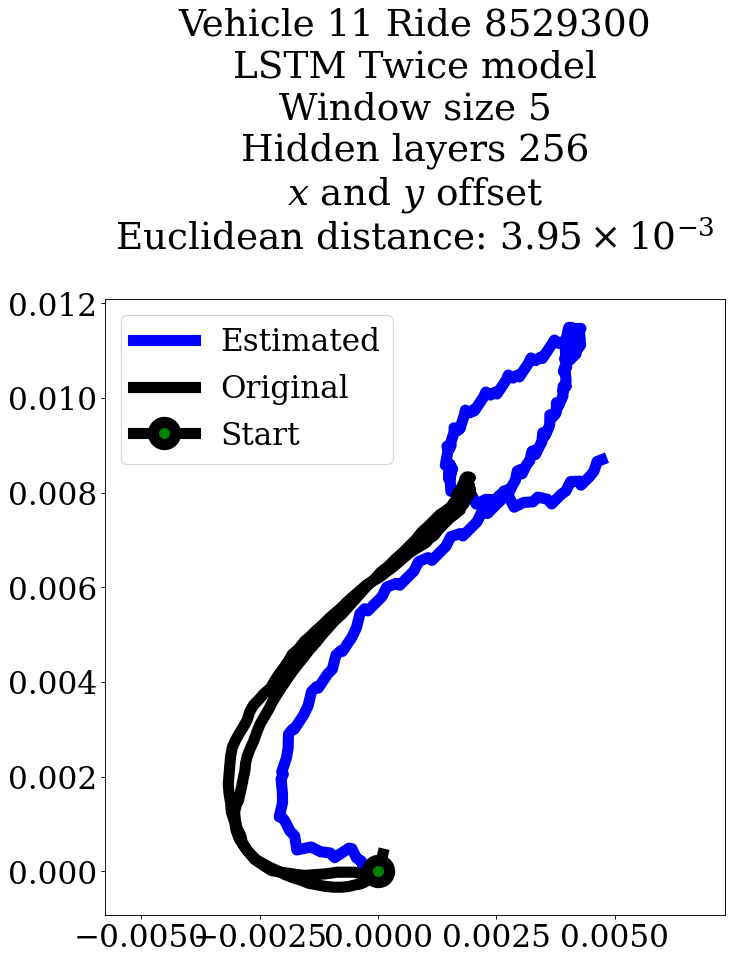 Vehicle 11 Ride 8529300
LSTM Twice model
Window size 5
Hidden layers 256
x and y offset
Euclidean distance: 3.95 × 10⁻³
0.012
0.010
0.008
0.006
0.004
0.002
0.000
Estimated
Original
Start
−0.0050 −0.0025 0.0000 0.0025 0.0050